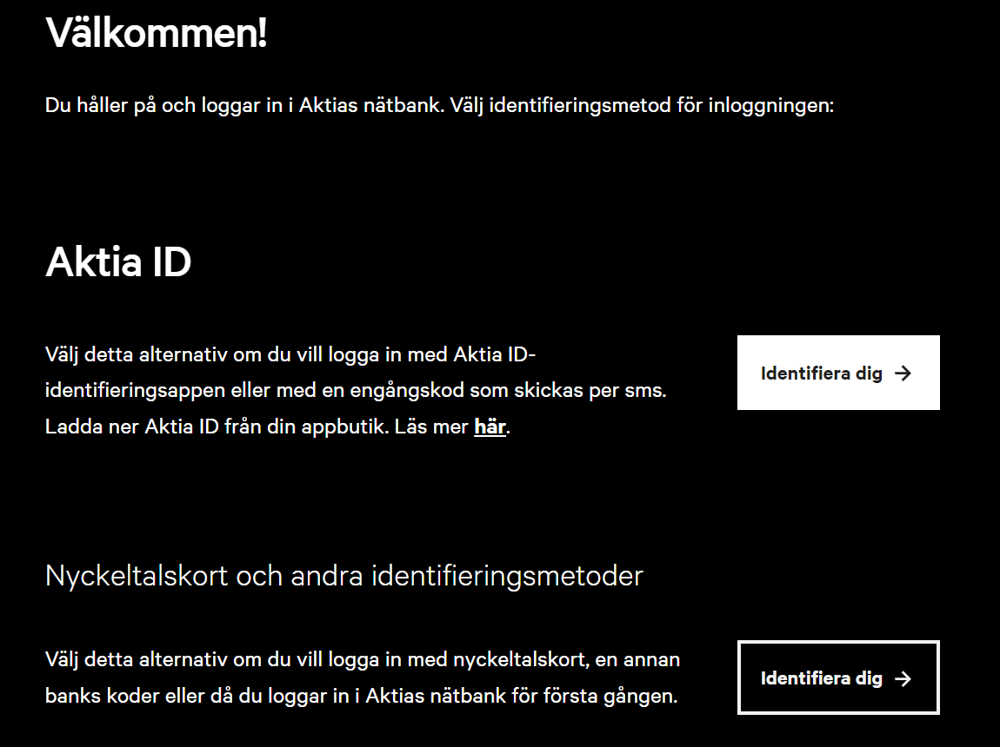 Välkommen!
Du håller på och loggar in i Aktias nätbank. Välj identifieringsmetod för inloggningen:
Aktia ID
Välj detta alternativ om du vill logga in med Aktia ID-
identifieringsappen eller med en engångskod som skickas per sms.
Ladda ner Aktia ID från din appbutik. Läs mer här.
Identifiera dig →
Nyckeltalskort och andra identifieringsmetoder
Välj detta alternativ om du vill logga in med nyckeltalskort, en annan
banks koder eller då du loggar in i Aktias nätbank för första gången.
Identifiera dig →